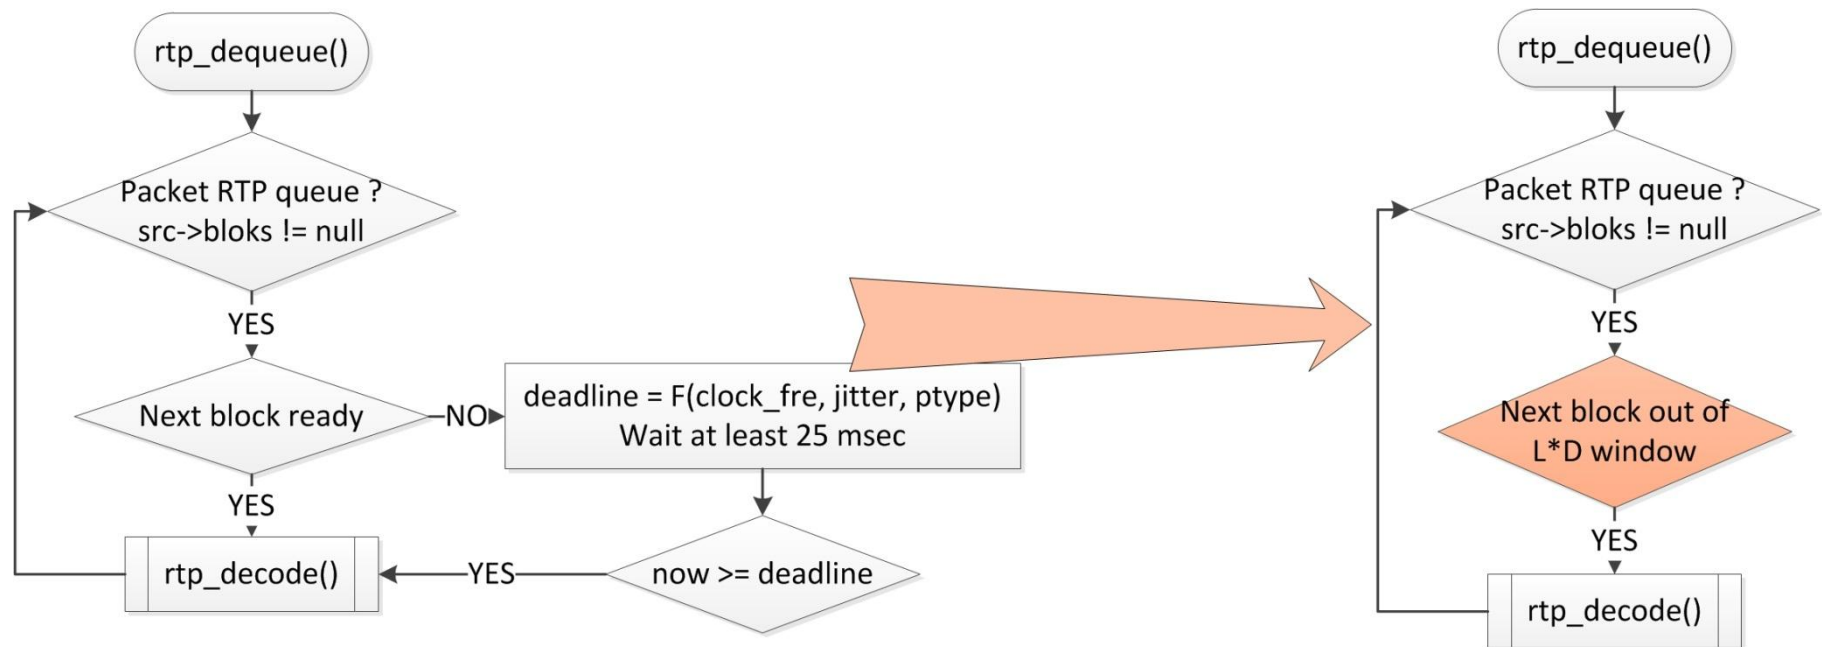 rtp_dequeue()
Packet RTP queue ?
src->bloks != null
YES
Next block ready
NO
deadline = F(clock_fre, jitter, ptype)
Wait at least 25 msec
YES
rtp_decode()
YES
now >= deadline
rtp_dequeue()
Packet RTP queue ?
src->bloks != null
YES
Next block out of
L*D window
YES
rtp_decode()